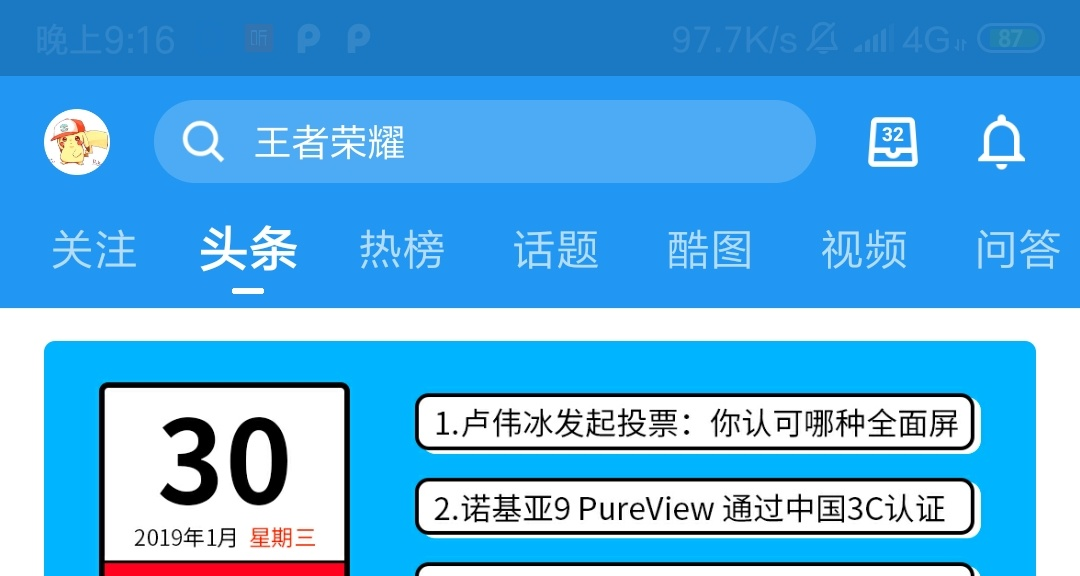 晚上9:16 听 97.7K/s 4G 87
王者荣耀 32
关注 头条 热榜 话题 酷图 视频 问答
30
2019年1月 星期三
1.卢伟冰发起投票：你认可哪种全面屏
2.诺基亚9 PureView 通过中国3C认证